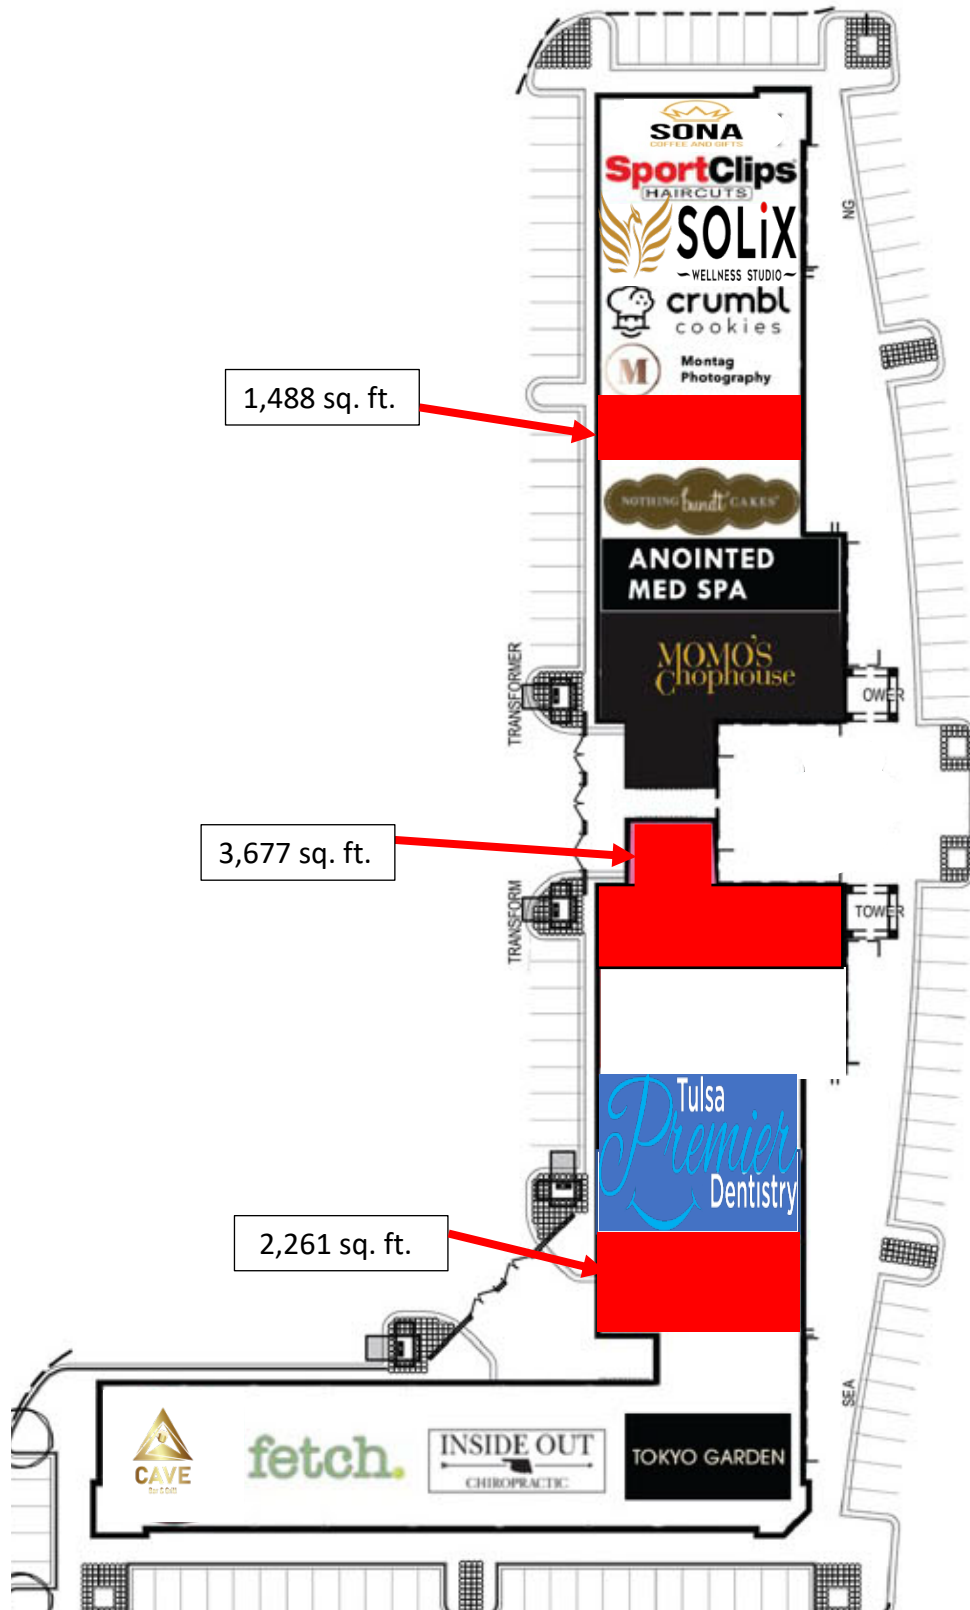 SONA
COFFEE AND GIFTS
SportClips
HAIRCUTS
SOLiX
WELLNESS STUDIO
NG
crumbl
cookies
M
Montag
Photography
1,488 sq. ft.
NOTHING bundt CAKES
ANOINTED
MED SPA
MOMO'S
Chophouse
TRANSFORMER
OWER
3,677 sq. ft.
TRANSFORM
TOWER
Tulsa
Premier
Dentistry
2,261 sq. ft.
SEA
CAVE
fetch.
INSIDE OUT
CHIROPRACTIC
TOKYO GARDEN